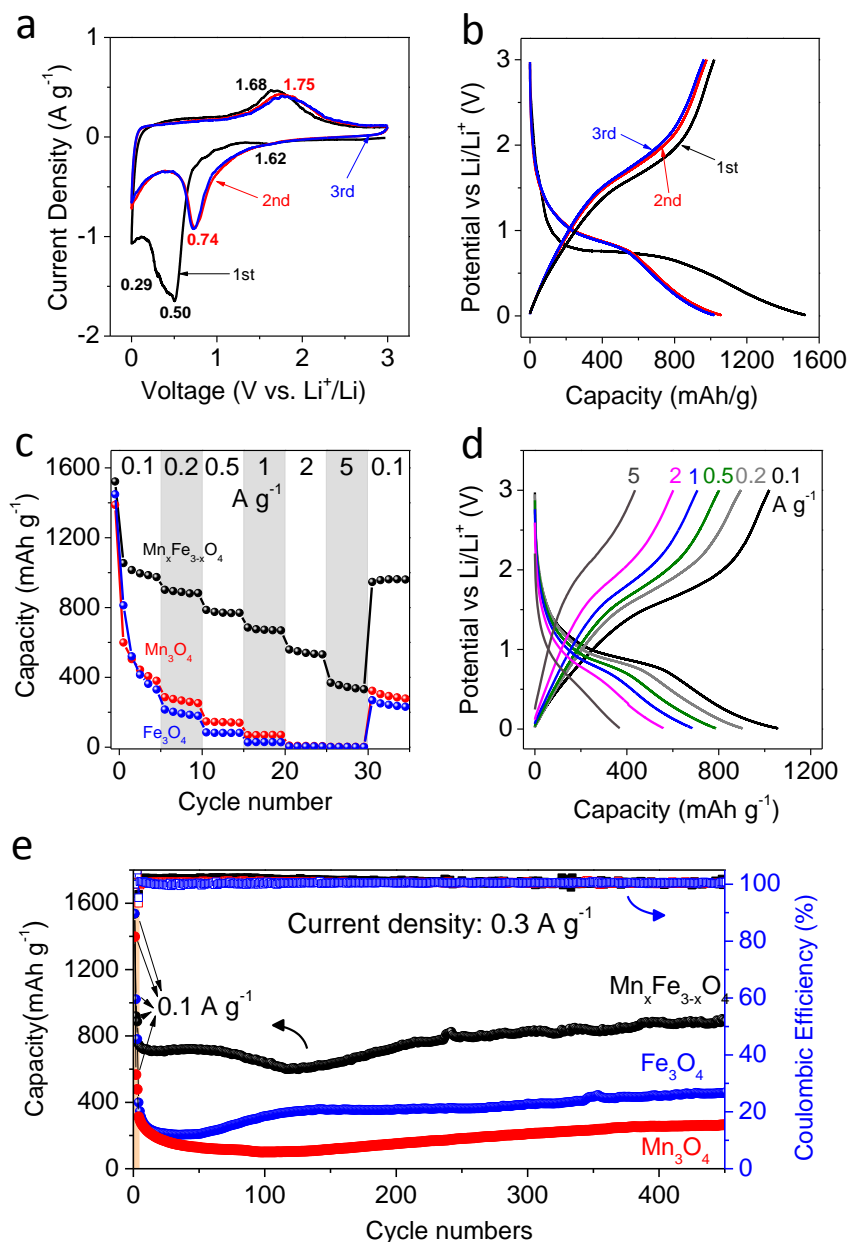 a
1
0
-1
-2
Current Density (A g⁻¹)
1.68
1.75
1.62
3rd
2nd
0.74
1st
0.29
0.50
0
1
2
3
Voltage (V vs. Li⁺/Li)
b
3
2
1
0
Potential vs Li/Li⁺ (V)
3rd
1st
2nd
0
400
800
1200
1600
Capacity (mAh/g)
c
1600
1200
800
400
0
Capacity (mAh g⁻¹)
0.1
0.2
0.5
1
2
5
0.1
A g⁻¹
MnₓFe₃₋ₓO₄
Mn₃O₄
Fe₃O₄
0
10
20
30
Cycle number
d
3
2
1
0
Potential vs Li/Li⁺ (V)
5
2
1
0.5
0.2
0.1
A g⁻¹
0
400
800
1200
Capacity (mAh g⁻¹)
e
1600
1200
800
400
0
Capacity(mAh g⁻¹)
Current density: 0.3 A g⁻¹
0.1 A g⁻¹
MnₓFe₃₋ₓO₄
Fe₃O₄
Mn₃O₄
100
80
60
40
20
0
Coulombic Efficiency (%)
0
100
200
300
400
Cycle numbers